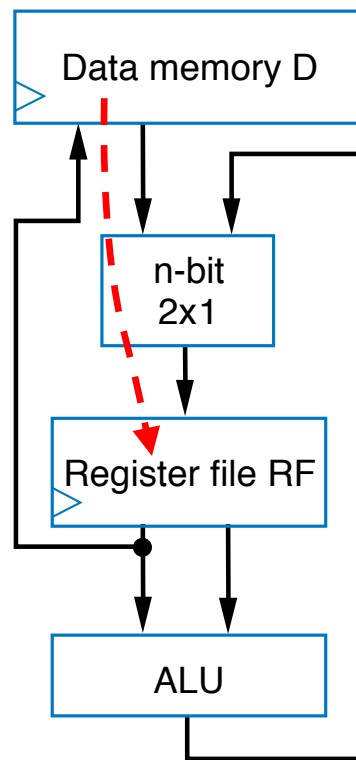 Data memory D
n-bit
2x1
Register file RF
ALU